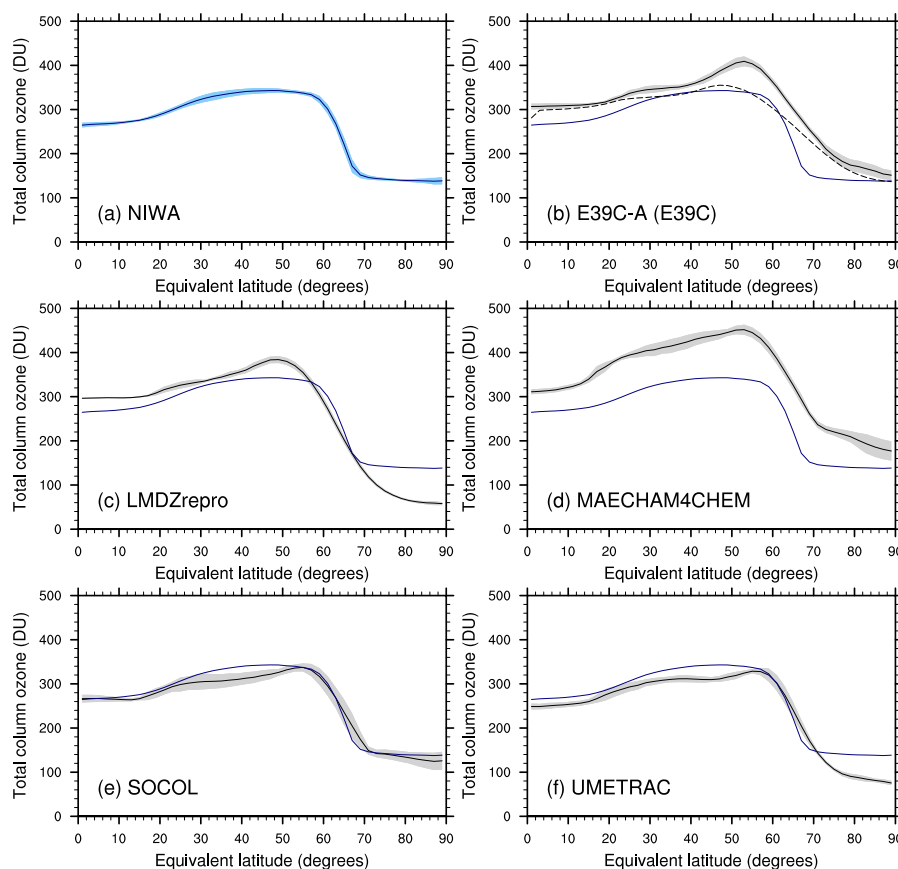 500
400
300
200
100
0
Total column ozone (DU)
(a) NIWA
0 10 20 30 40 50 60 70 80 90
Equivalent latitude (degrees)
500
400
300
200
100
0
Total column ozone (DU)
(b) E39C-A (E39C)
0 10 20 30 40 50 60 70 80 90
Equivalent latitude (degrees)
500
400
300
200
100
0
Total column ozone (DU)
(c) LMDZrepro
0 10 20 30 40 50 60 70 80 90
Equivalent latitude (degrees)
500
400
300
200
100
0
Total column ozone (DU)
(d) MAECHAM4CHEM
0 10 20 30 40 50 60 70 80 90
Equivalent latitude (degrees)
500
400
300
200
100
0
Total column ozone (DU)
(e) SOCOL
0 10 20 30 40 50 60 70 80 90
Equivalent latitude (degrees)
500
400
300
200
100
0
Total column ozone (DU)
(f) UMETRAC
0 10 20 30 40 50 60 70 80 90
Equivalent latitude (degrees)